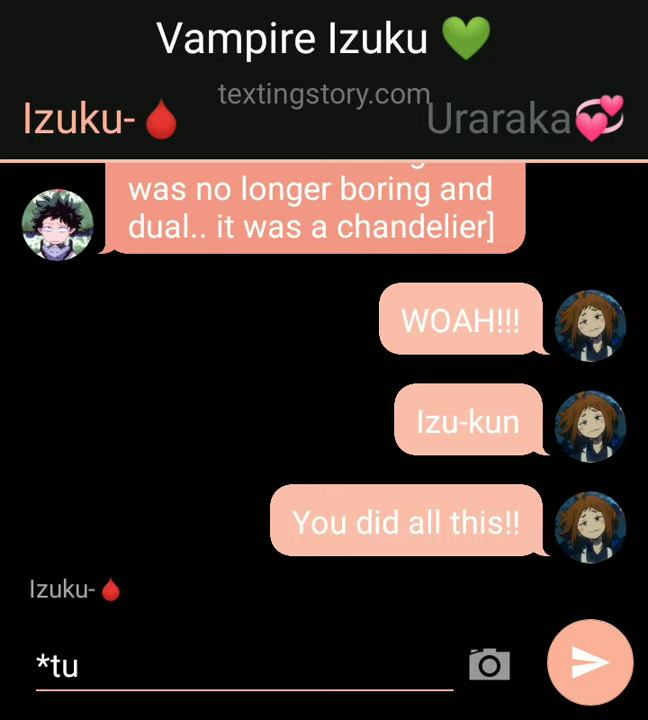 Vampire Izuku 💚
textingstory.com
Izuku-🩸
Uraraka💞
was no longer boring and
dual.. it was a chandelier]
WOAH!!!
Izu-kun
You did all this!!
Izuku-🩸
*tu